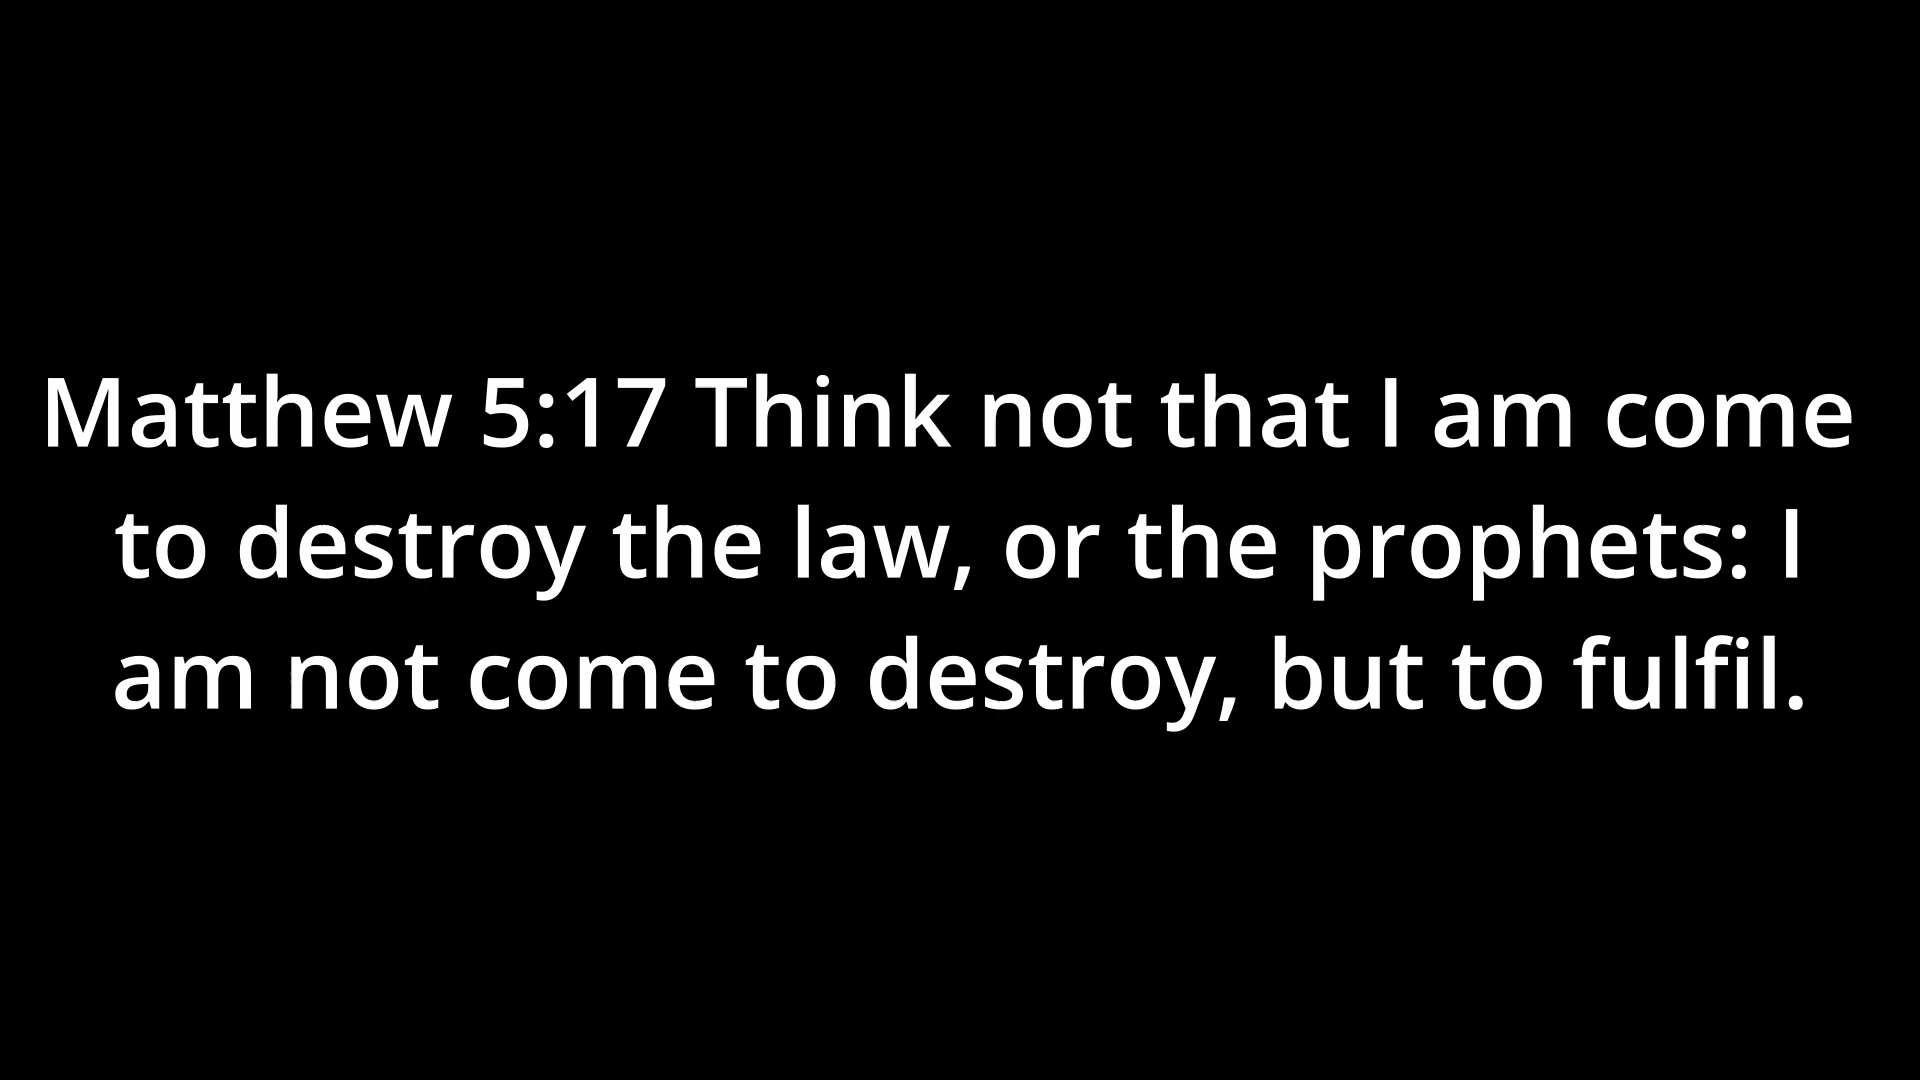 Matthew 5:17 Think not that I am come
to destroy the law, or the prophets: I
am not come to destroy, but to fulfil.